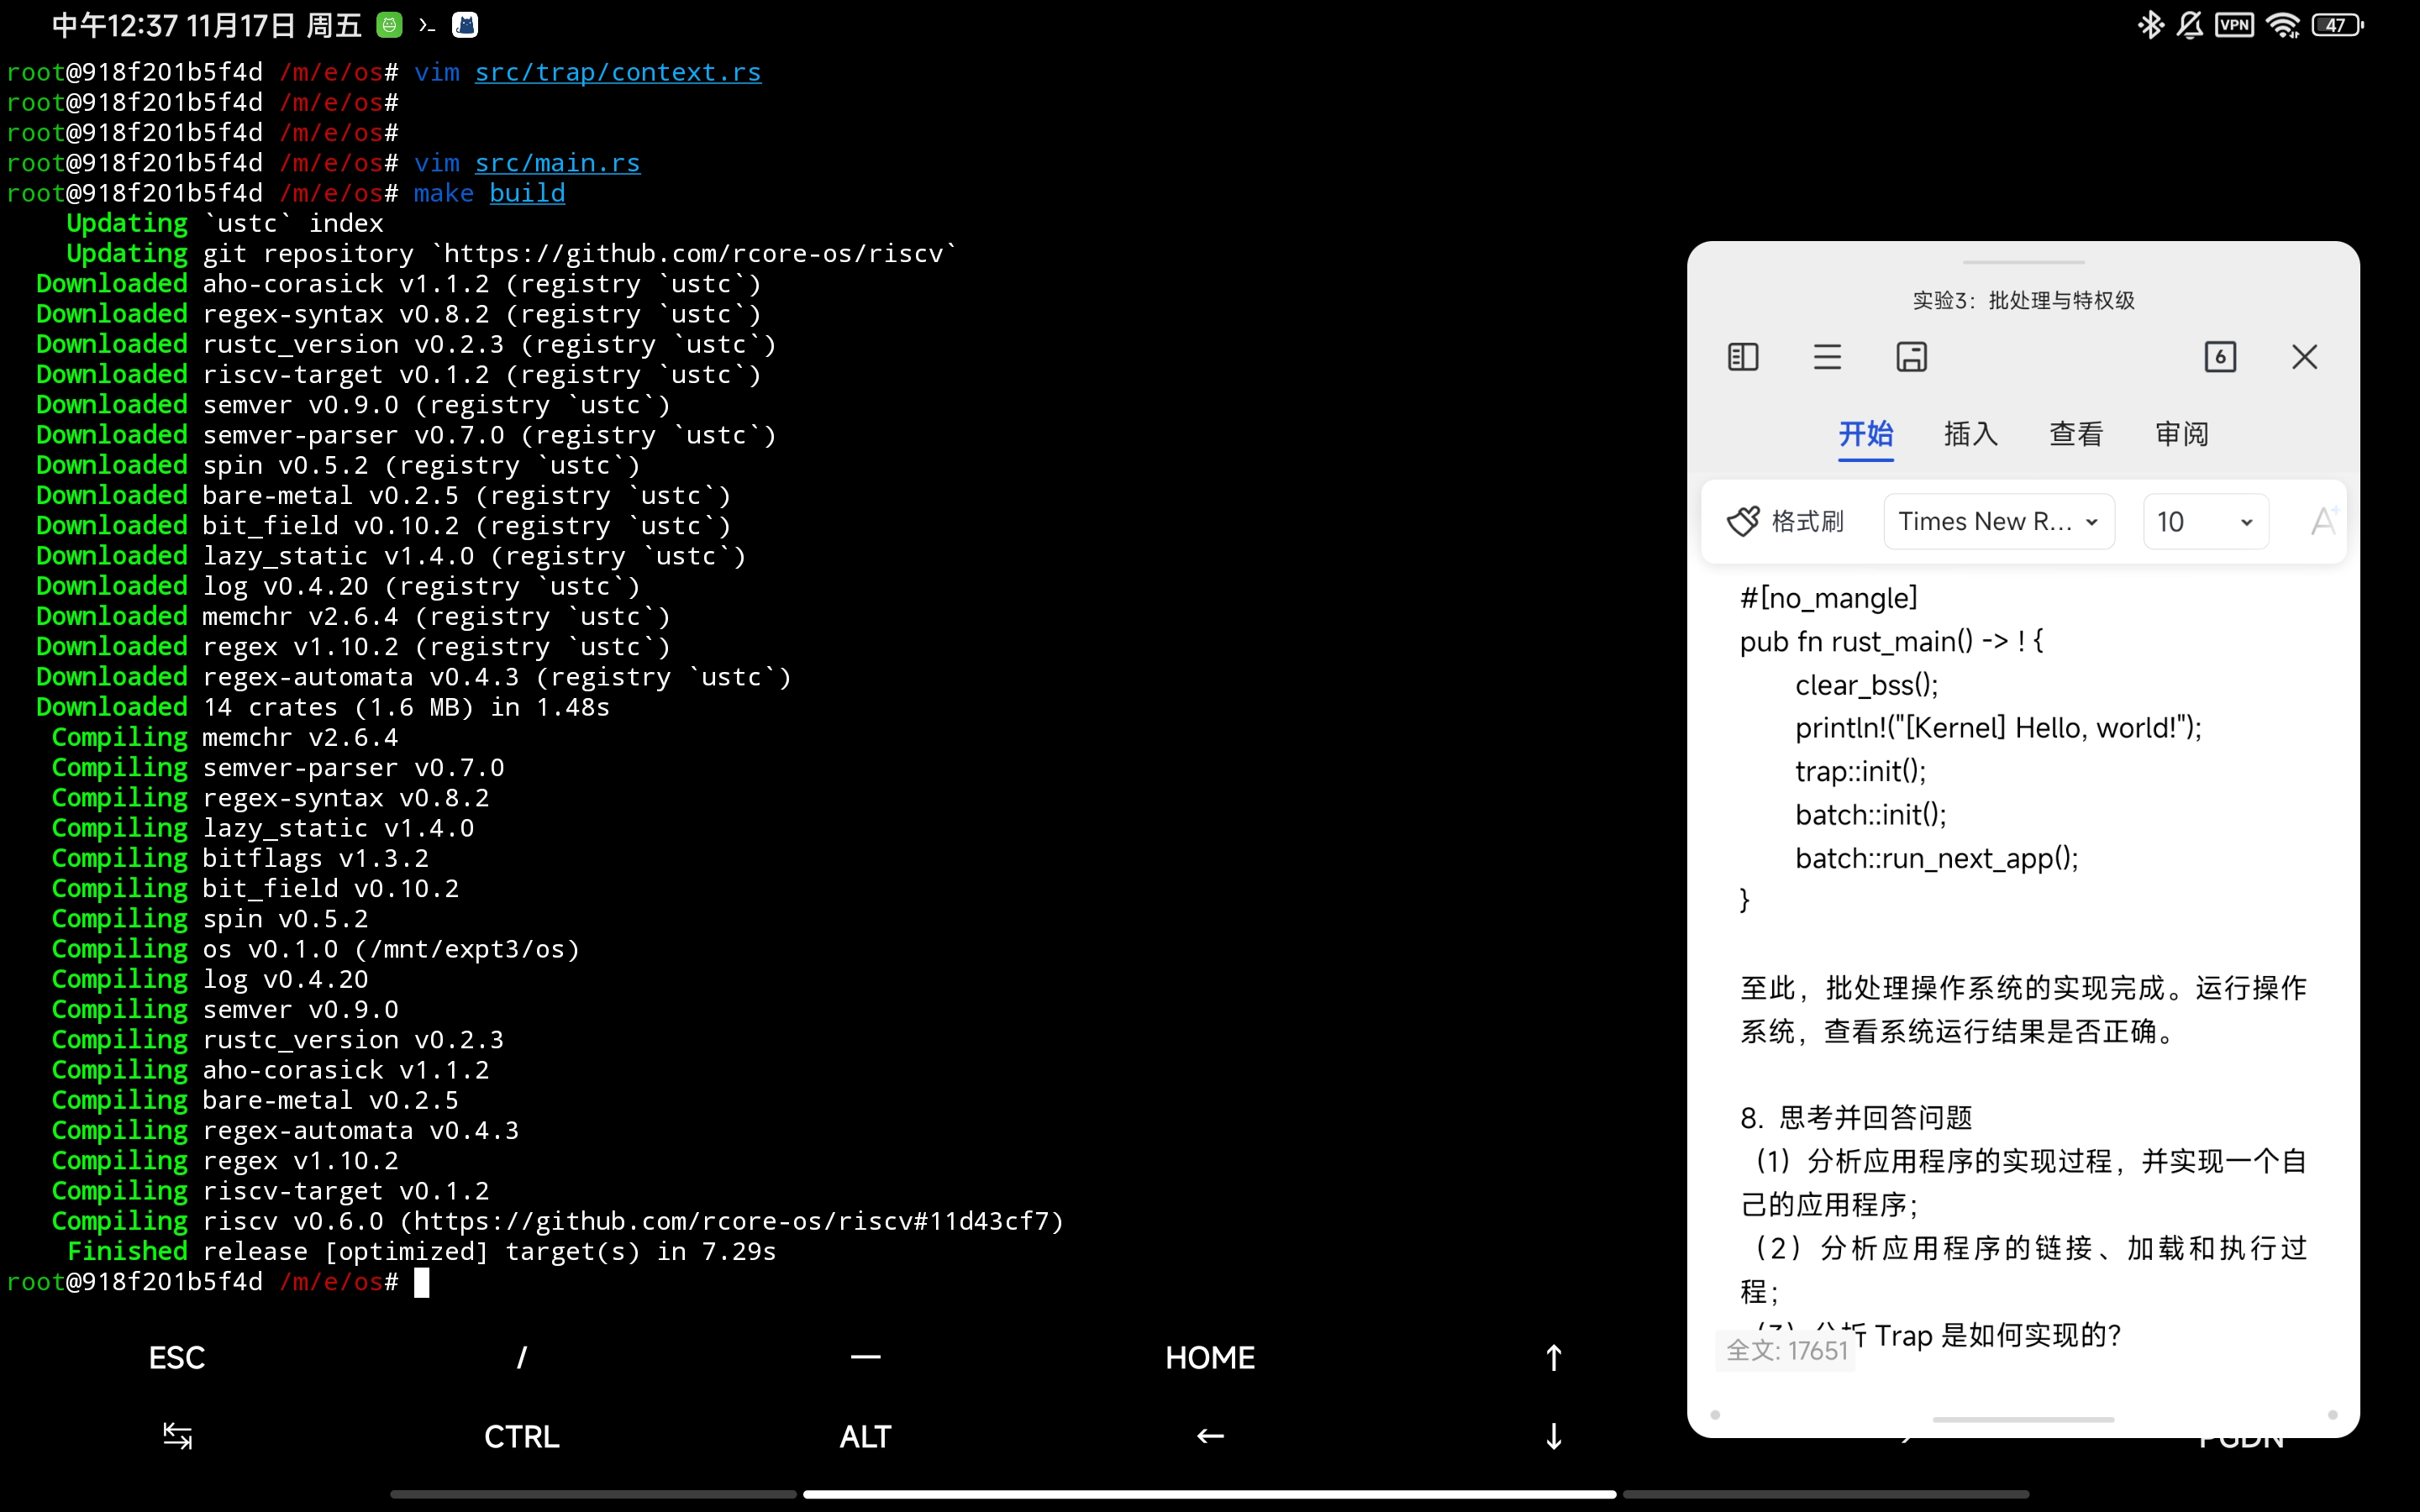 中午12:37 11月17日 周五 >_
VPN 47
root@918f201b5f4d /m/e/os# vim src/trap/context.rs
root@918f201b5f4d /m/e/os#
root@918f201b5f4d /m/e/os#
root@918f201b5f4d /m/e/os# vim src/main.rs
root@918f201b5f4d /m/e/os# make build
Updating `ustc` index
Updating git repository `https://github.com/rcore-os/riscv`
Downloaded aho-corasick v1.1.2 (registry `ustc`)
Downloaded regex-syntax v0.8.2 (registry `ustc`)
Downloaded rustc_version v0.2.3 (registry `ustc`)
Downloaded riscv-target v0.1.2 (registry `ustc`)
Downloaded semver v0.9.0 (registry `ustc`)
Downloaded semver-parser v0.7.0 (registry `ustc`)
Downloaded spin v0.5.2 (registry `ustc`)
Downloaded bare-metal v0.2.5 (registry `ustc`)
Downloaded bit_field v0.10.2 (registry `ustc`)
Downloaded lazy_static v1.4.0 (registry `ustc`)
Downloaded log v0.4.20 (registry `ustc`)
Downloaded memchr v2.6.4 (registry `ustc`)
Downloaded regex v1.10.2 (registry `ustc`)
Downloaded regex-automata v0.4.3 (registry `ustc`)
Downloaded 14 crates (1.6 MB) in 1.48s
Compiling memchr v2.6.4
Compiling semver-parser v0.7.0
Compiling regex-syntax v0.8.2
Compiling lazy_static v1.4.0
Compiling bitflags v1.3.2
Compiling bit_field v0.10.2
Compiling spin v0.5.2
Compiling os v0.1.0 (/mnt/expt3/os)
Compiling log v0.4.20
Compiling semver v0.9.0
Compiling rustc_version v0.2.3
Compiling aho-corasick v1.1.2
Compiling bare-metal v0.2.5
Compiling regex-automata v0.4.3
Compiling regex v1.10.2
Compiling riscv-target v0.1.2
Compiling riscv v0.6.0 (https://github.com/rcore-os/riscv#11d43cf7)
Finished release [optimized] target(s) in 7.29s
root@918f201b5f4d /m/e/os#
ESC / — HOME ↑
↹ CTRL ALT ← ↓ PGDN
实验3：批处理与特权级
6
开始 插入 查看 审阅
格式刷 Times New R... 10 A+
#[no_mangle]
pub fn rust_main() -> ! {
clear_bss();
println!("[Kernel] Hello, world!");
trap::init();
batch::init();
batch::run_next_app();
}
至此，批处理操作系统的实现完成。运行操作
系统，查看系统运行结果是否正确。
8. 思考并回答问题
（1）分析应用程序的实现过程，并实现一个自
己的应用程序；
（2）分析应用程序的链接、加载和执行过
程；
（3）分析 Trap 是如何实现的？
全文: 17651